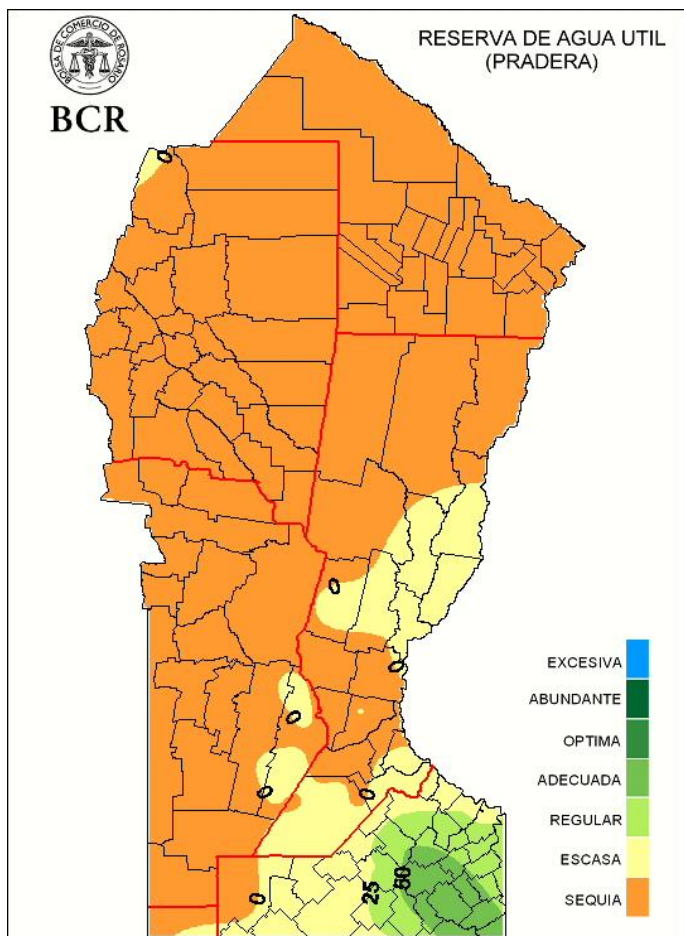 BOLSA DE COMERCIO DE ROSARIO
BCR
RESERVA DE AGUA UTIL
(PRADERA)
0
0
0
0
0
0
0
25
50
EXCESIVA
ABUNDANTE
OPTIMA
ADECUADA
REGULAR
ESCASA
SEQUIA